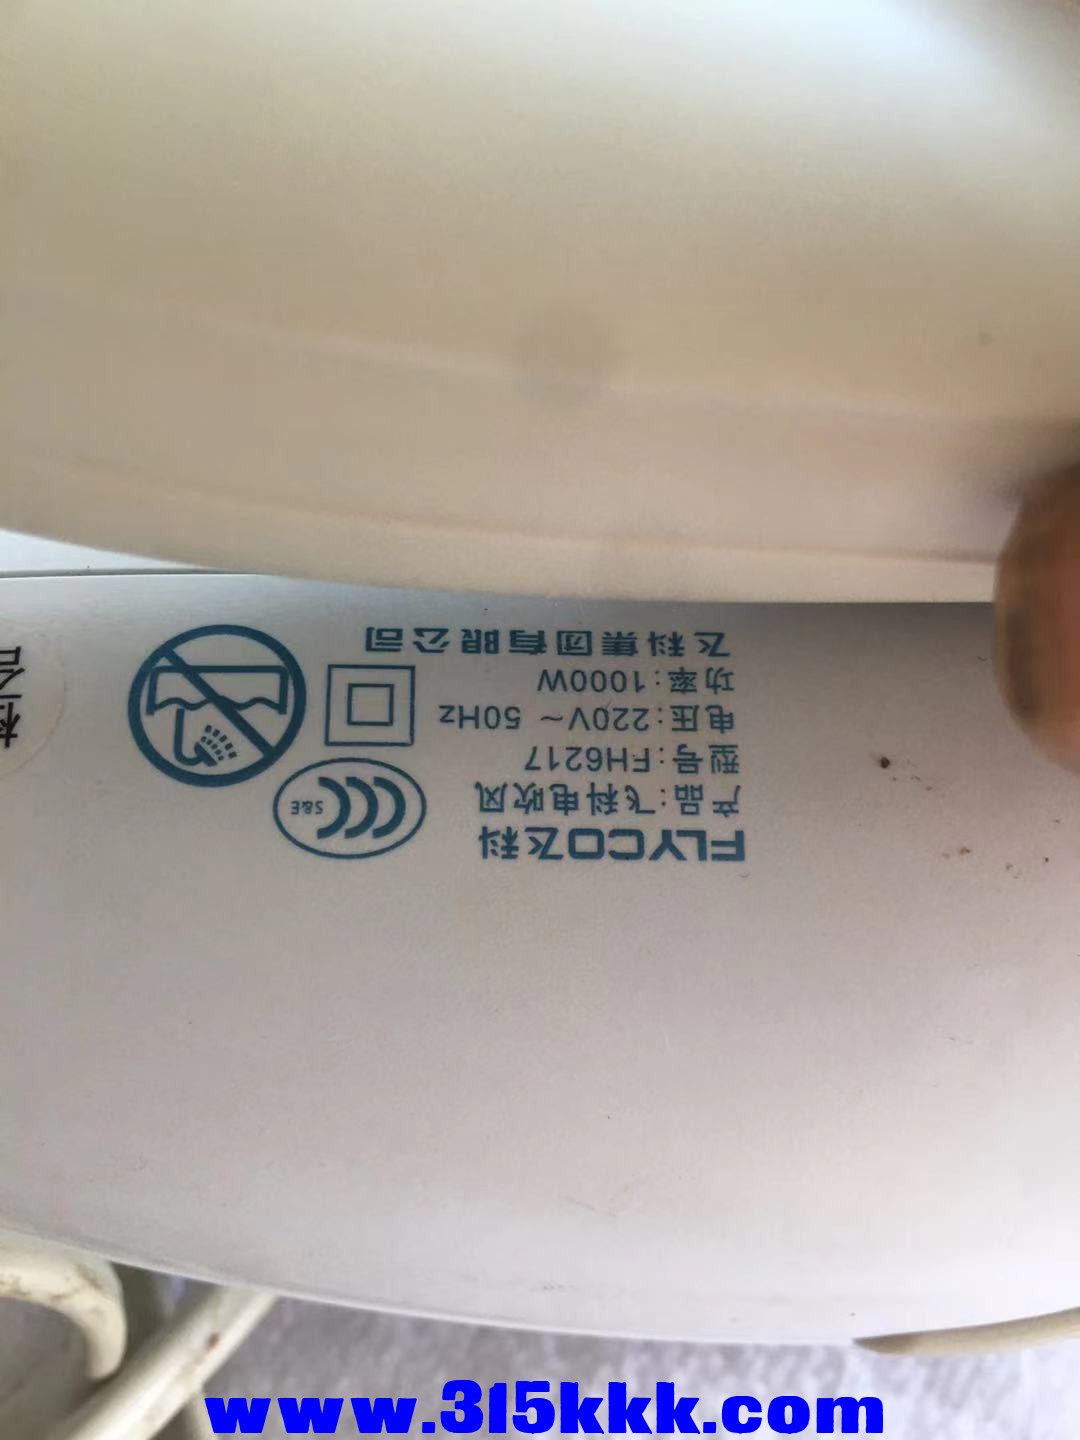 FLYCO飞科
产品:飞科电吹风
型号:FH6217
电压:220V~ 50Hz
功率:1000W
飞科集团有限公司
CCC
S&E
www.315kkk.com